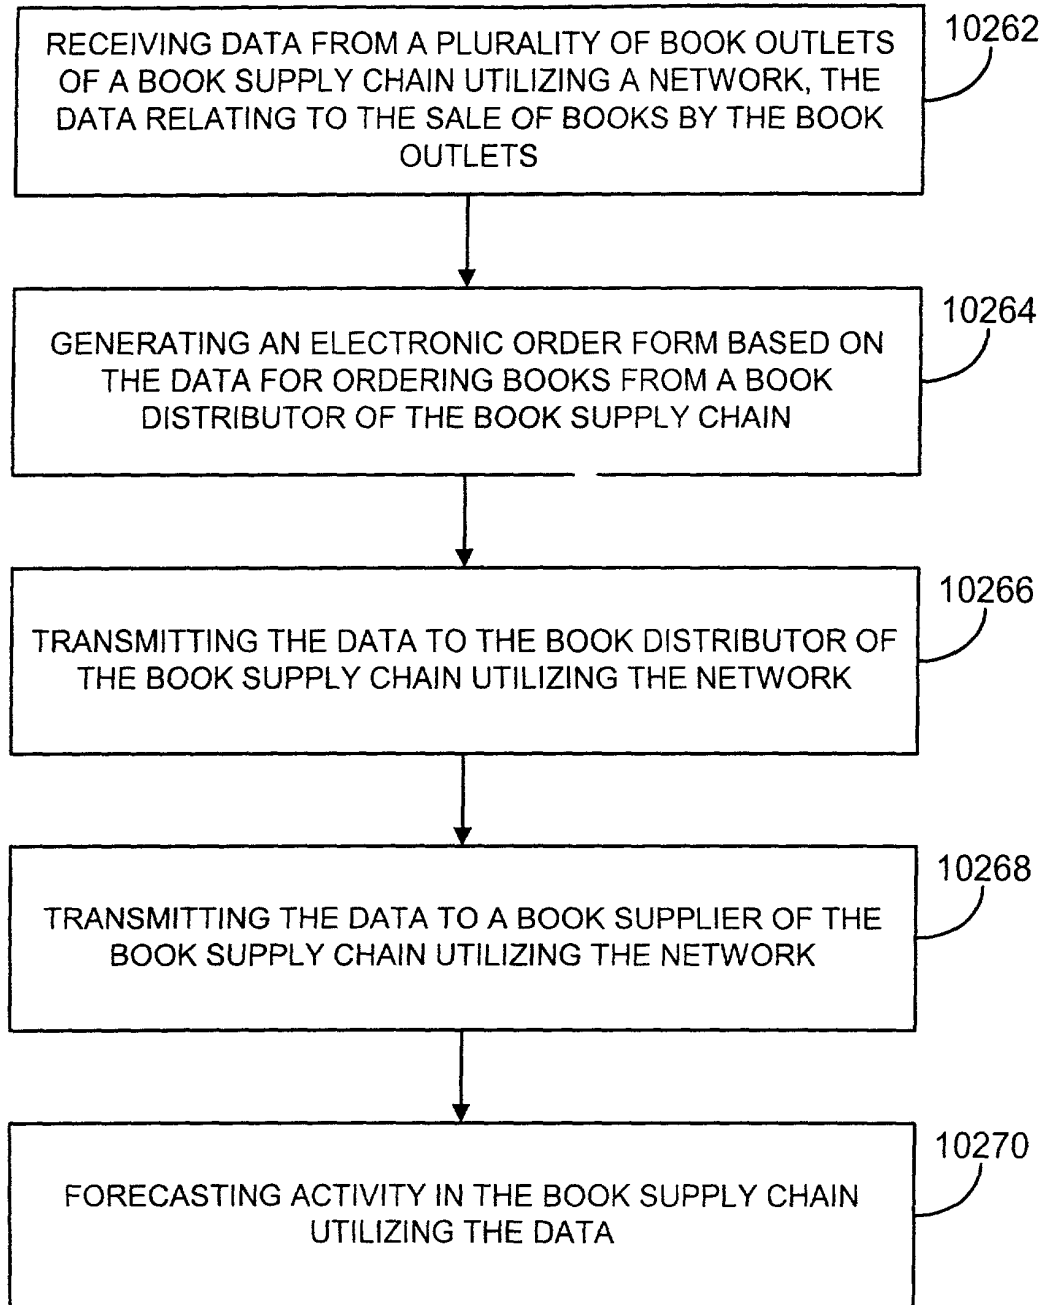 RECEIVING DATA FROM A PLURALITY OF BOOK OUTLETS
OF A BOOK SUPPLY CHAIN UTILIZING A NETWORK, THE
DATA RELATING TO THE SALE OF BOOKS BY THE BOOK
OUTLETS
10262
GENERATING AN ELECTRONIC ORDER FORM BASED ON
THE DATA FOR ORDERING BOOKS FROM A BOOK
DISTRIBUTOR OF THE BOOK SUPPLY CHAIN
10264
TRANSMITTING THE DATA TO THE BOOK DISTRIBUTOR OF
THE BOOK SUPPLY CHAIN UTILIZING THE NETWORK
10266
TRANSMITTING THE DATA TO A BOOK SUPPLIER OF THE
BOOK SUPPLY CHAIN UTILIZING THE NETWORK
10268
FORECASTING ACTIVITY IN THE BOOK SUPPLY CHAIN
UTILIZING THE DATA
10270